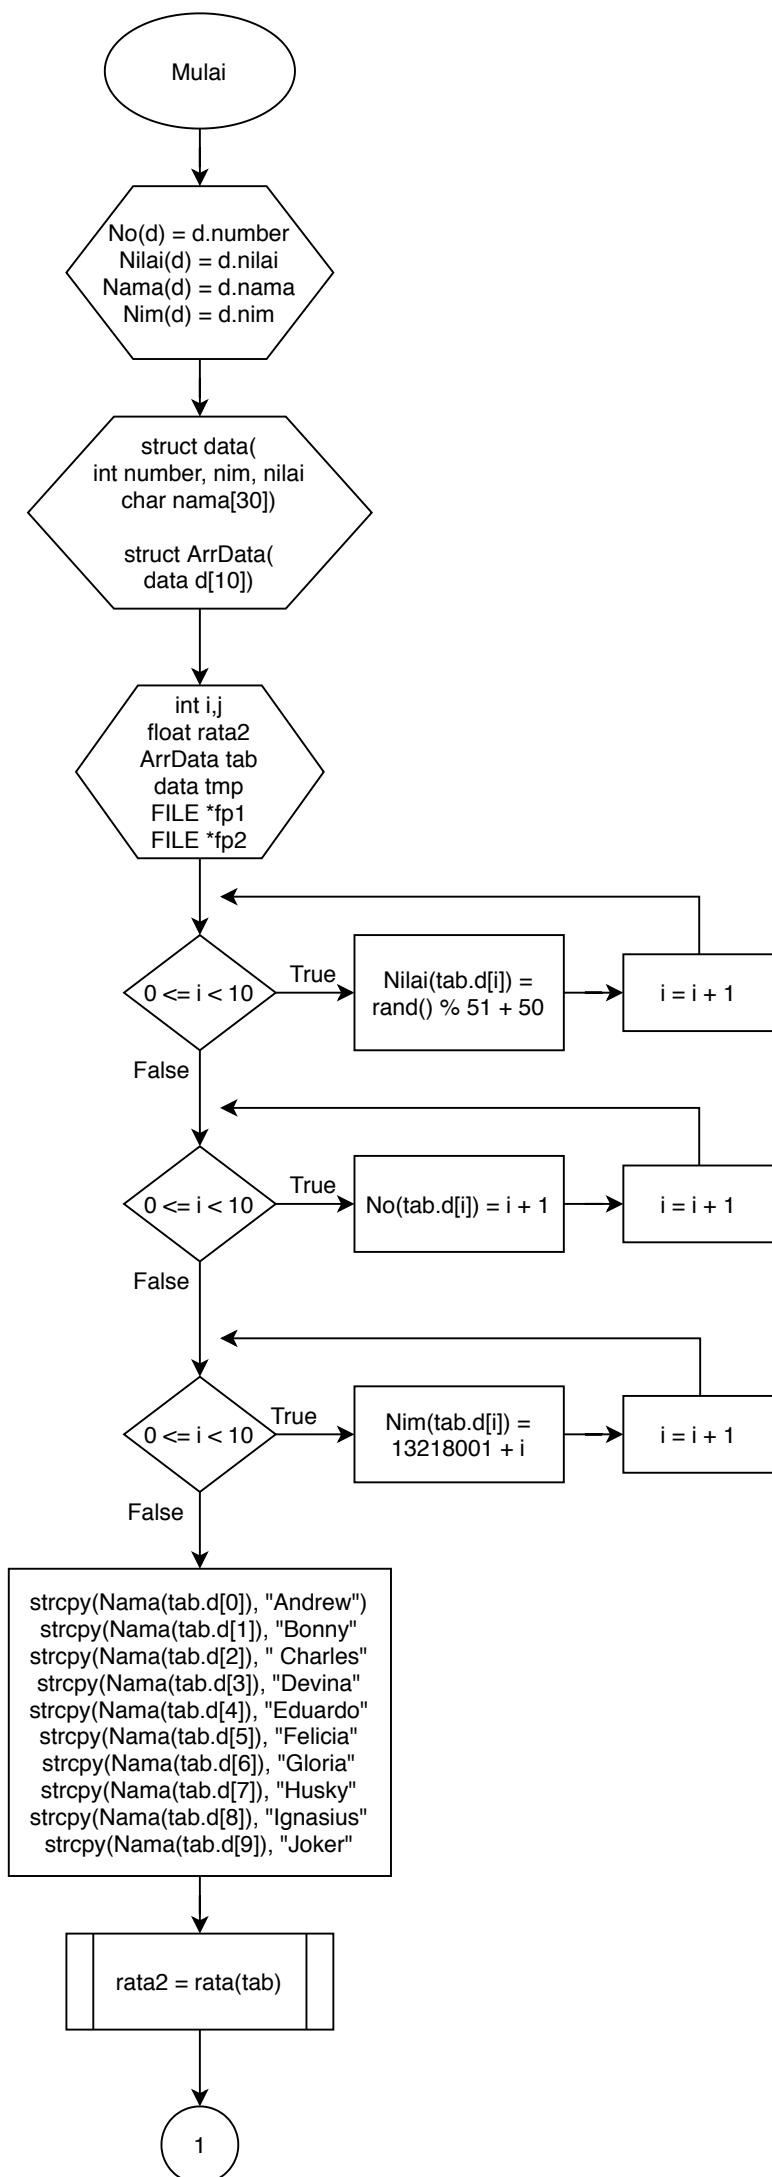 Mulai
No(d) = d.number
Nilai(d) = d.nilai
Nama(d) = d.nama
Nim(d) = d.nim
struct data(
int number, nim, nilai
char nama[30])
struct ArrData(
data d[10])
int i,j
float rata2
ArrData tab
data tmp
FILE *fp1
FILE *fp2
0 <= i < 10
True
Nilai(tab.d[i]) =
rand() % 51 + 50
i = i + 1
False
0 <= i < 10
True
No(tab.d[i]) = i + 1
i = i + 1
False
0 <= i < 10
True
Nim(tab.d[i]) =
13218001 + i
i = i + 1
False
strcpy(Nama(tab.d[0]), "Andrew")
strcpy(Nama(tab.d[1]), "Bonny"
strcpy(Nama(tab.d[2]), " Charles"
strcpy(Nama(tab.d[3]), "Devina"
strcpy(Nama(tab.d[4]), "Eduardo"
strcpy(Nama(tab.d[5]), "Felicia"
strcpy(Nama(tab.d[6]), "Gloria"
strcpy(Nama(tab.d[7]), "Husky"
strcpy(Nama(tab.d[8]), "Ignasius"
strcpy(Nama(tab.d[9]), "Joker"
rata2 = rata(tab)
1